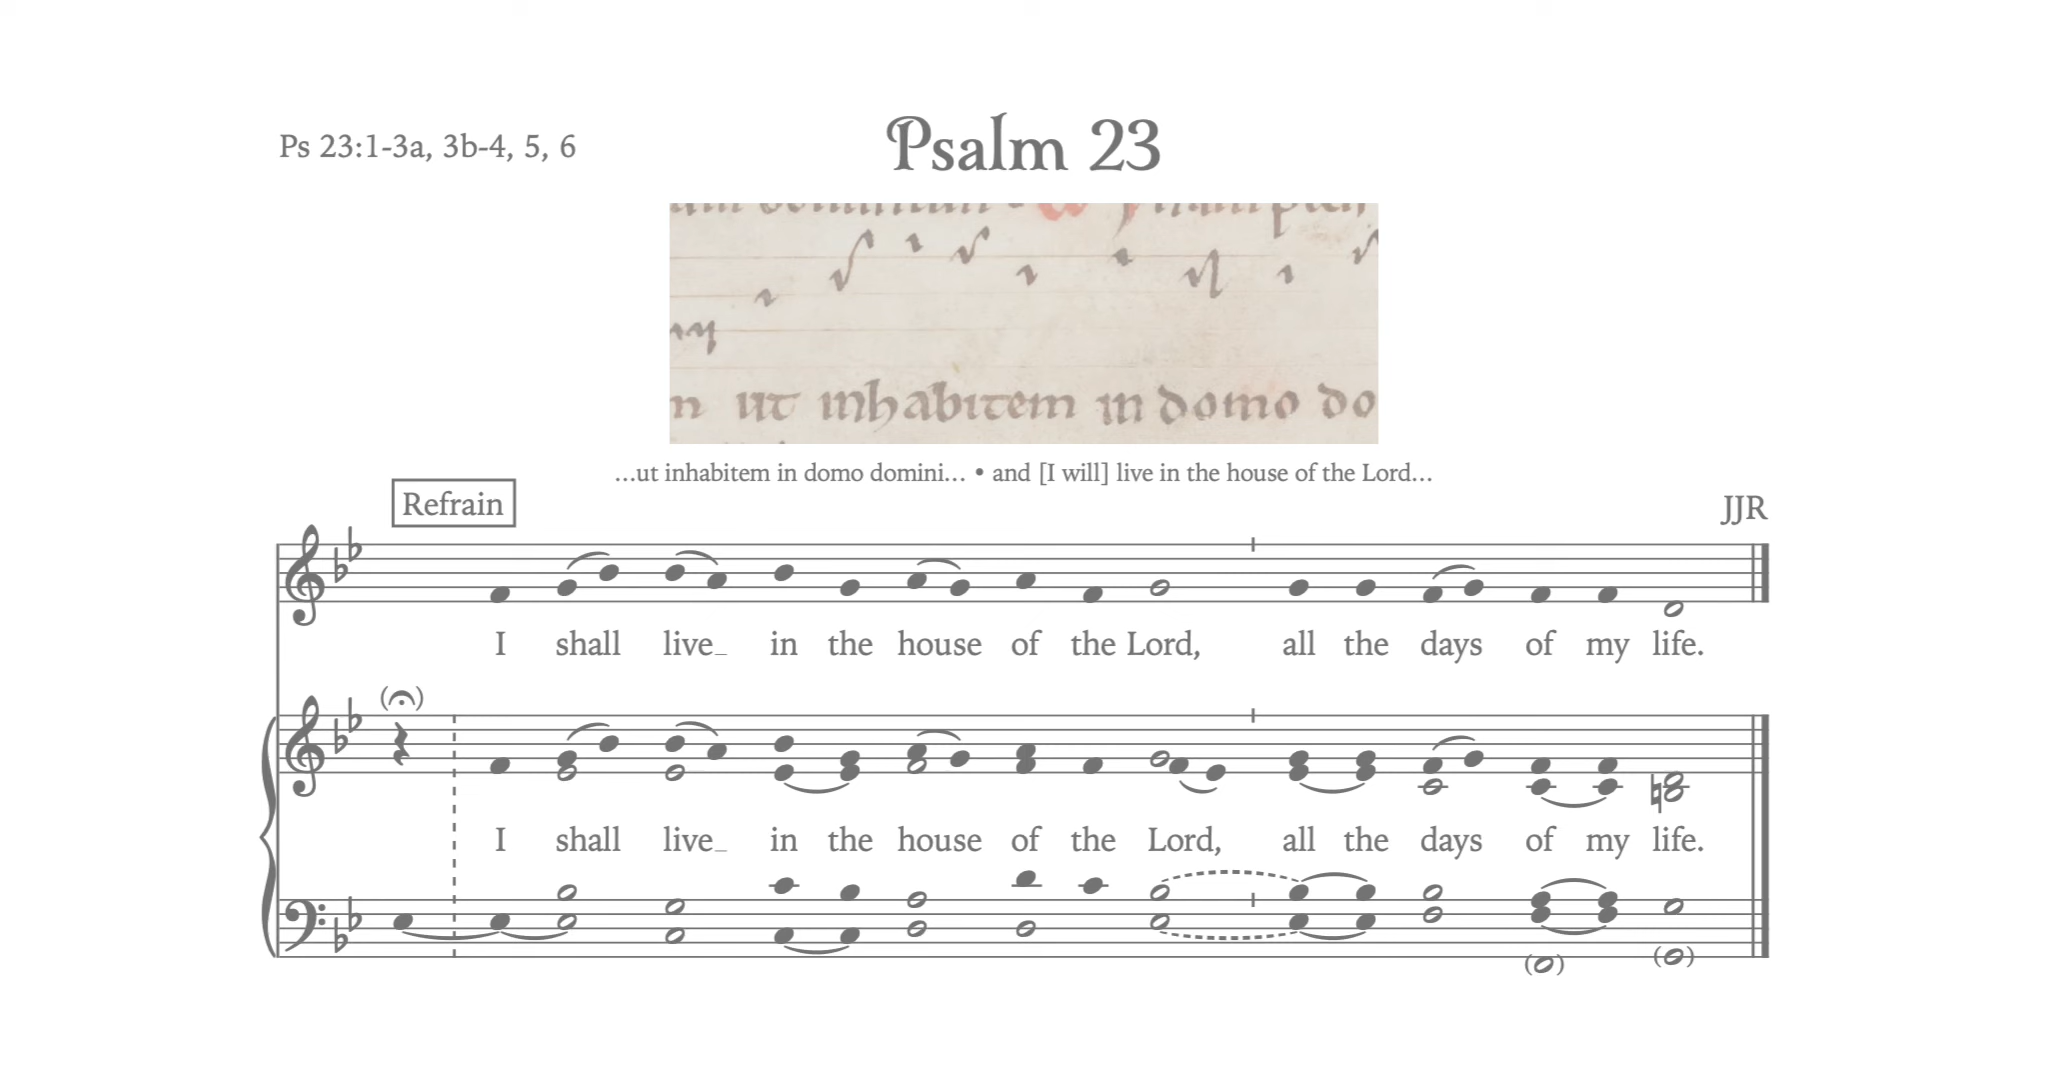 Ps 23:1-3a, 3b-4, 5, 6
Psalm 23
ut inhabitem in domo do
…ut inhabitem in domo domini… • and [I will] live in the house of the Lord…
Refrain
JJR
I shall live_ in the house of the Lord, all the days of my life.
I shall live_ in the house of the Lord, all the days of my life.